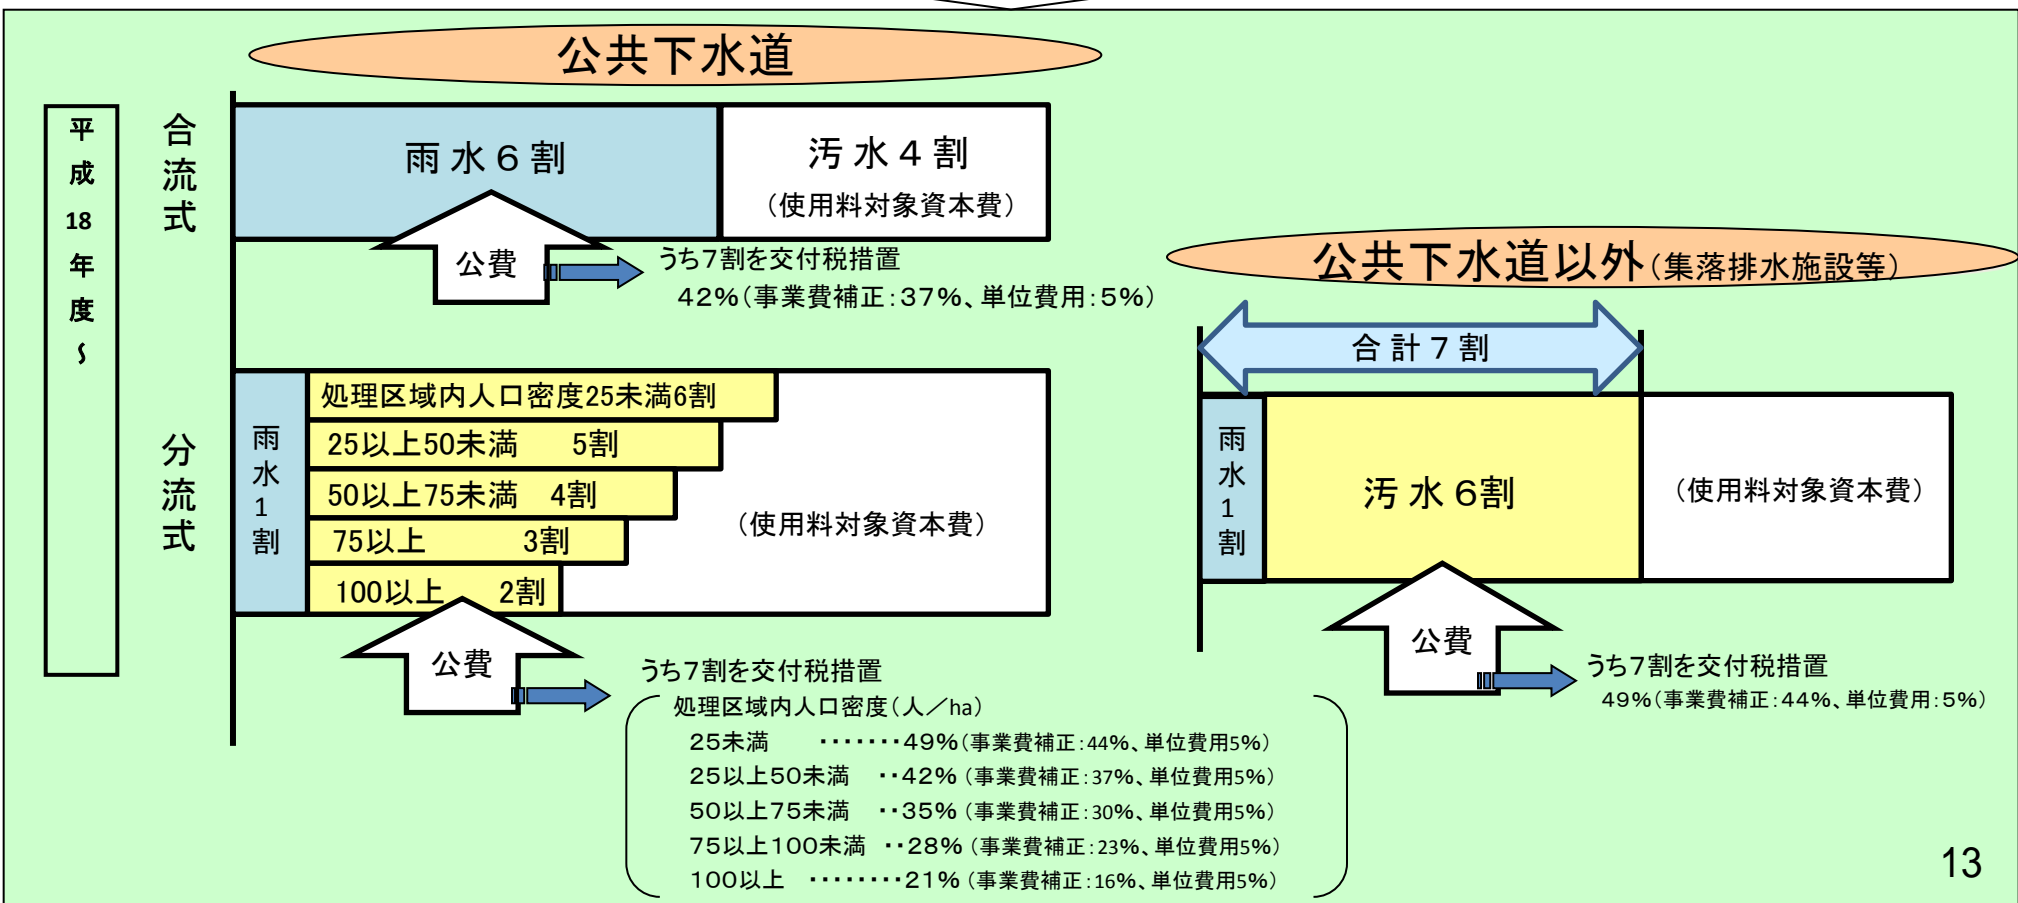 公共下水道
平成18年度～
合流式
雨水６割
汚水４割
（使用料対象資本費）
公費
うち７割を交付税措置
４２％（事業費補正：３７％、単位費用：５％）
分流式
雨水1割
処理区域内人口密度25未満6割
25以上50未満　5割
50以上75未満　4割
75以上　3割
100以上　2割
（使用料対象資本費）
公費
うち７割を交付税措置
処理区域内人口密度（人／ha）
２５未満　・・・・・・・４９％（事業費補正：44％、単位費用5％）
２５以上５０未満　・・４２％（事業費補正：37％、単位費用5％）
５０以上７５未満　・・３５％（事業費補正：30％、単位費用5％）
７５以上１００未満　・・２８％（事業費補正：23％、単位費用5％）
１００以上　・・・・・・・・２１％（事業費補正：16％、単位費用5％）
公共下水道以外（集落排水施設等）
合計７割
雨水1割
汚水6割
（使用料対象資本費）
公費
うち７割を交付税措置
４９％（事業費補正：４４％、単位費用：５％）
13